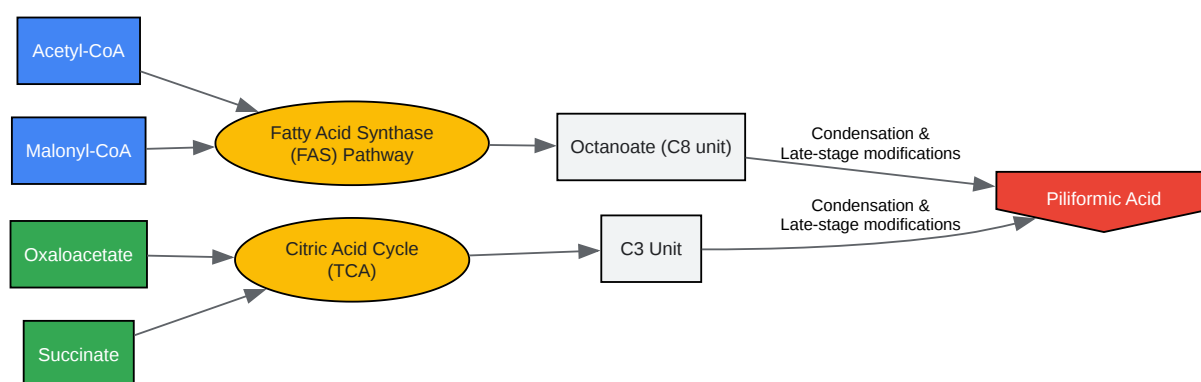 Acetyl-CoA
Malonyl-CoA
Fatty Acid Synthase
(FAS) Pathway
Octanoate (C8 unit)
Condensation &
Late-stage modifications
Piliformic Acid
Condensation &
Late-stage modifications
Oxaloacetate
Citric Acid Cycle
(TCA)
C3 Unit
Succinate